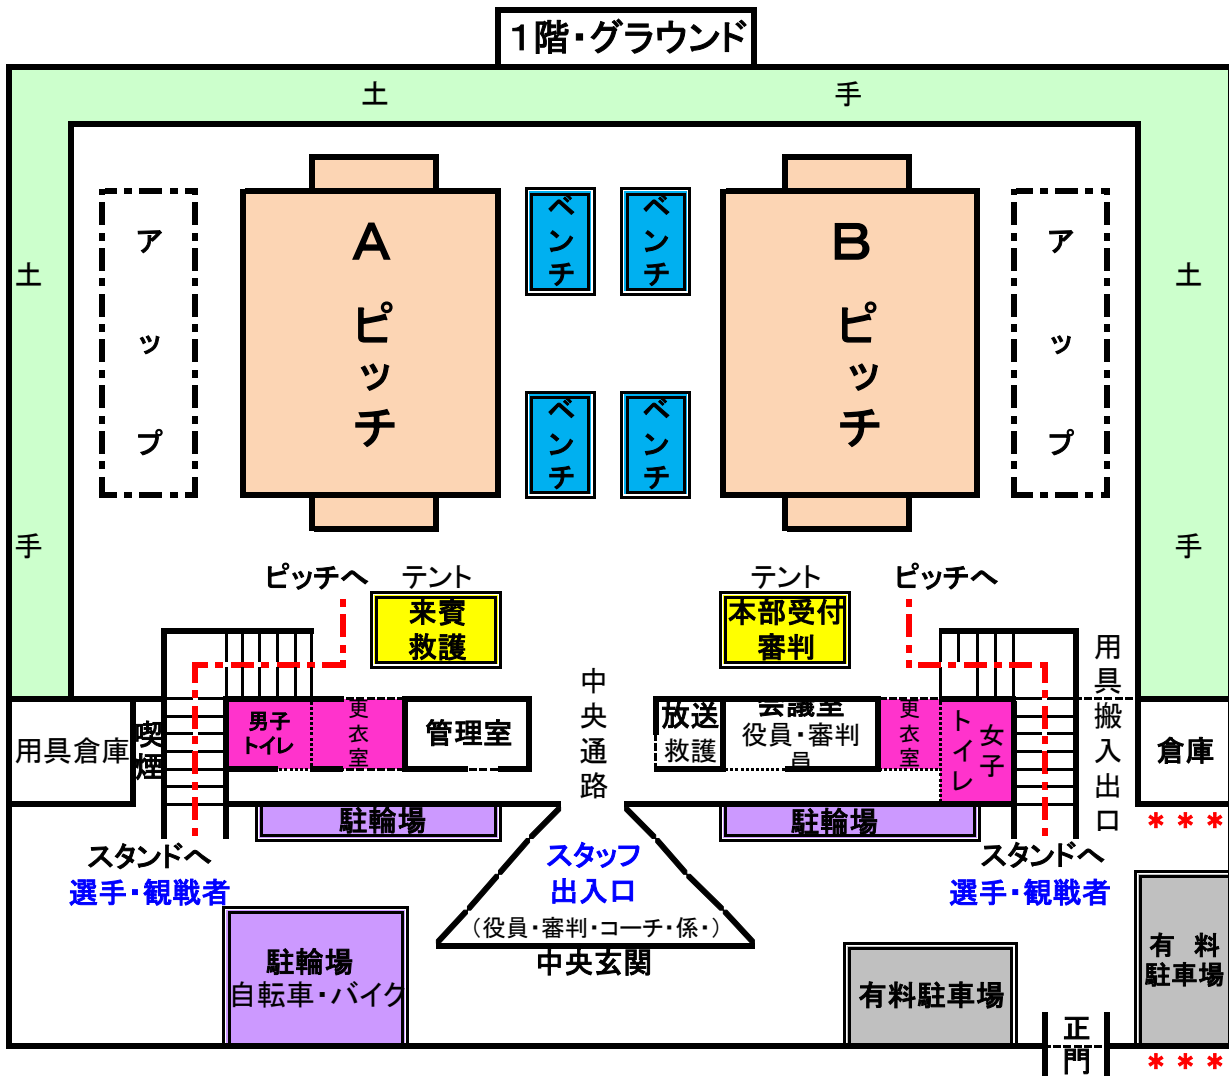 1階・グラウンド
土
手
土
手
土
手
アップ
Aピッチ
ベンチ
ベンチ
Bピッチ
アップ
ベンチ
ベンチ
ピッチへ
テント
来賓
救護
テント
本部受付
審判
ピッチへ
用具搬入出口
中央通路
用具倉庫
喫煙
男子
トイレ
更衣室
管理室
放送
救護
会議室
役員・審判
員
更衣室
女子
トイレ
倉庫
駐輪場
駐輪場
＊＊＊
スタンドへ
選手・観戦者
スタッフ
出入口
（役員・審判・コーチ・係・）
中央玄関
スタンドへ
選手・観戦者
駐輪場
自転車・バイク
有料駐車場
有 料
駐車場
正門
＊＊＊